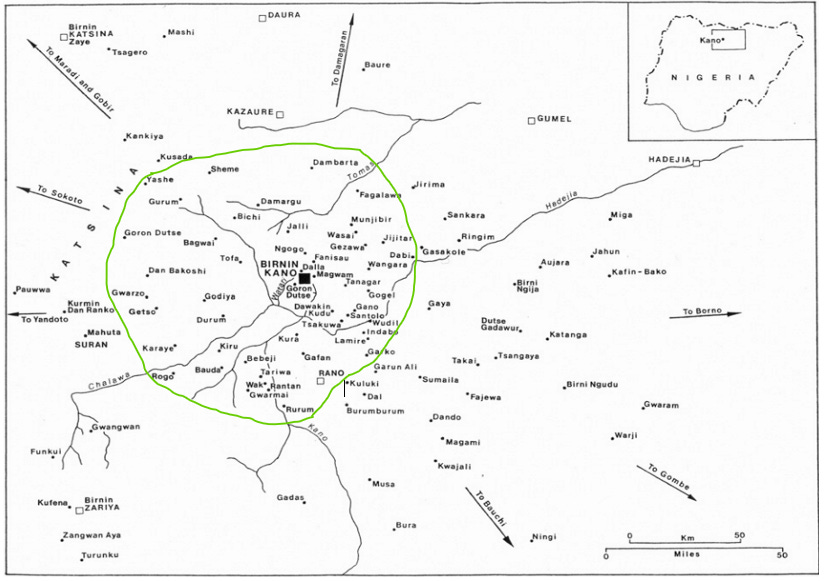 DAURA
Birnin
KATSINA
Zaye
Mashi
Tsagero
To Maradi and Gobir
To Damagaran
Baure
Kano
NIGERIA
KAZAURE
GUMEL
Kankiya
Kusada
Sheme
Dambarta
Tomas
HADEJIA
Yashe
To Sokoto
KATSINA
Gurum
Damargu
Fagalawa
Jirima
Hadejia
Bichi
Jalli
Munjibir
Sankara
Miga
Goron Dutse
Bagwai
Wasai
Jijitar
Ringim
Ngogo
Gezawa
Gasakole
Tofa
Fanisau
Dabi
Jahun
BIRNIN
KANO
Dalla
Wangara
Aujara
Dan Bakoshi
Magwam
Kafin-Bako
Watari
Goron
Dutse
Tanagar
Birni
Ngija
Pauwwa
Gwarzo
Godiya
Gogel
Kurmin
Dan Ranko
Getso
Dawakin
Kudu
Gano
Santolo
Gaya
To Yandoto
Durum
Tsakuwa
Wudil
Dutse
Gadawur
To Borno
Mahuta
Indabo
Katanga
SURAN
Kura
Lamire
Karaye
Kiru
Gafan
Garko
Tsangaya
Bebeji
Takai
Chalawa
Rogo
Bauda
Tariwa
RANO
Garun Ali
Wak
Rantan
Kuluki
Sumaila
Birni Ngudu
Gwarmai
Dal
Fajewa
Rurum
Burumburum
Gwaram
Gwangwan
Kano
Dando
Warji
Funkui
Magami
Kwajali
To Gombe
Musa
To Bauchi
Kufena
Birnin
ZARIYA
Gadas
Bura
Zangwan Aya
Ningi
Turunku
0 Km 50
0 Miles 50